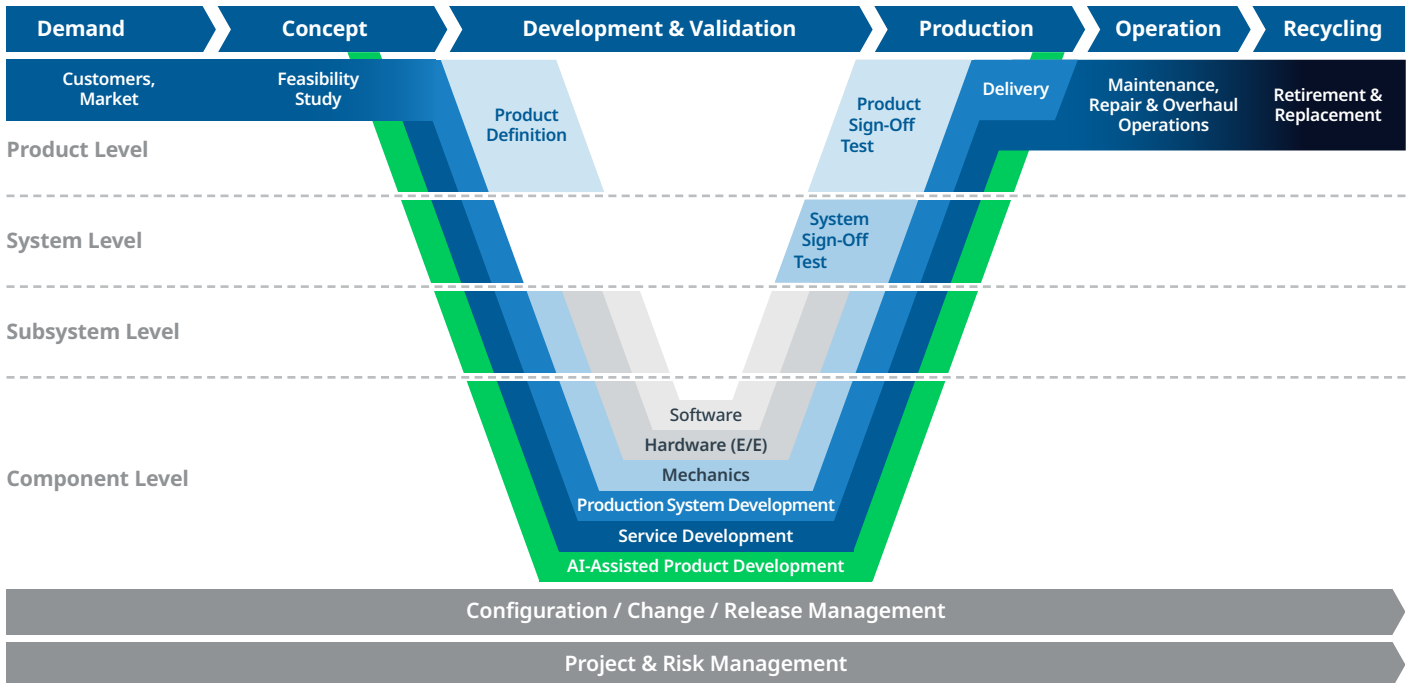 Demand
Concept
Development & Validation
Production
Operation
Recycling
Customers,
Market
Feasibility
Study
Product
Definition
Product
Sign-Off
Test
Delivery
Maintenance,
Repair & Overhaul
Operations
Retirement &
Replacement
Product Level
System Level
System
Sign-Off
Test
Subsystem Level
Component Level
Software
Hardware (E/E)
Mechanics
Production System Development
Service Development
AI-Assisted Product Development
Configuration / Change / Release Management
Project & Risk Management